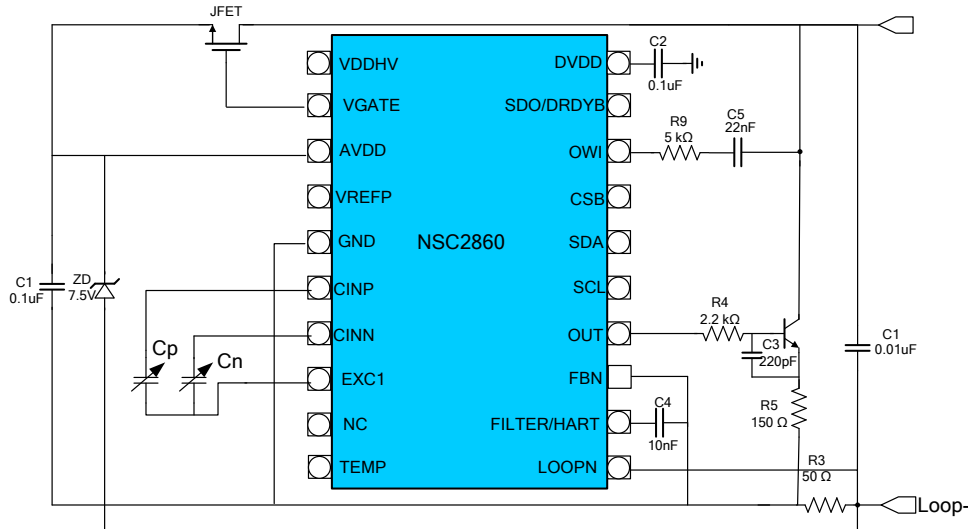 JFET
NSC2860
VDDHV
VGATE
AVDD
VREFP
GND
CINP
CINN
EXC1
NC
TEMP
DVDD
SDO/DRDYB
OWI
CSB
SDA
SCL
OUT
FBN
FILTER/HART
LOOPN
C1
0.1uF
ZD
7.5V
Cp
Cn
C2
0.1uF
R9
5 kΩ
C5
22nF
R4
2.2 kΩ
C3
220pF
C1
0.01uF
R5
150 Ω
C4
10nF
R3
50 Ω
Loop-